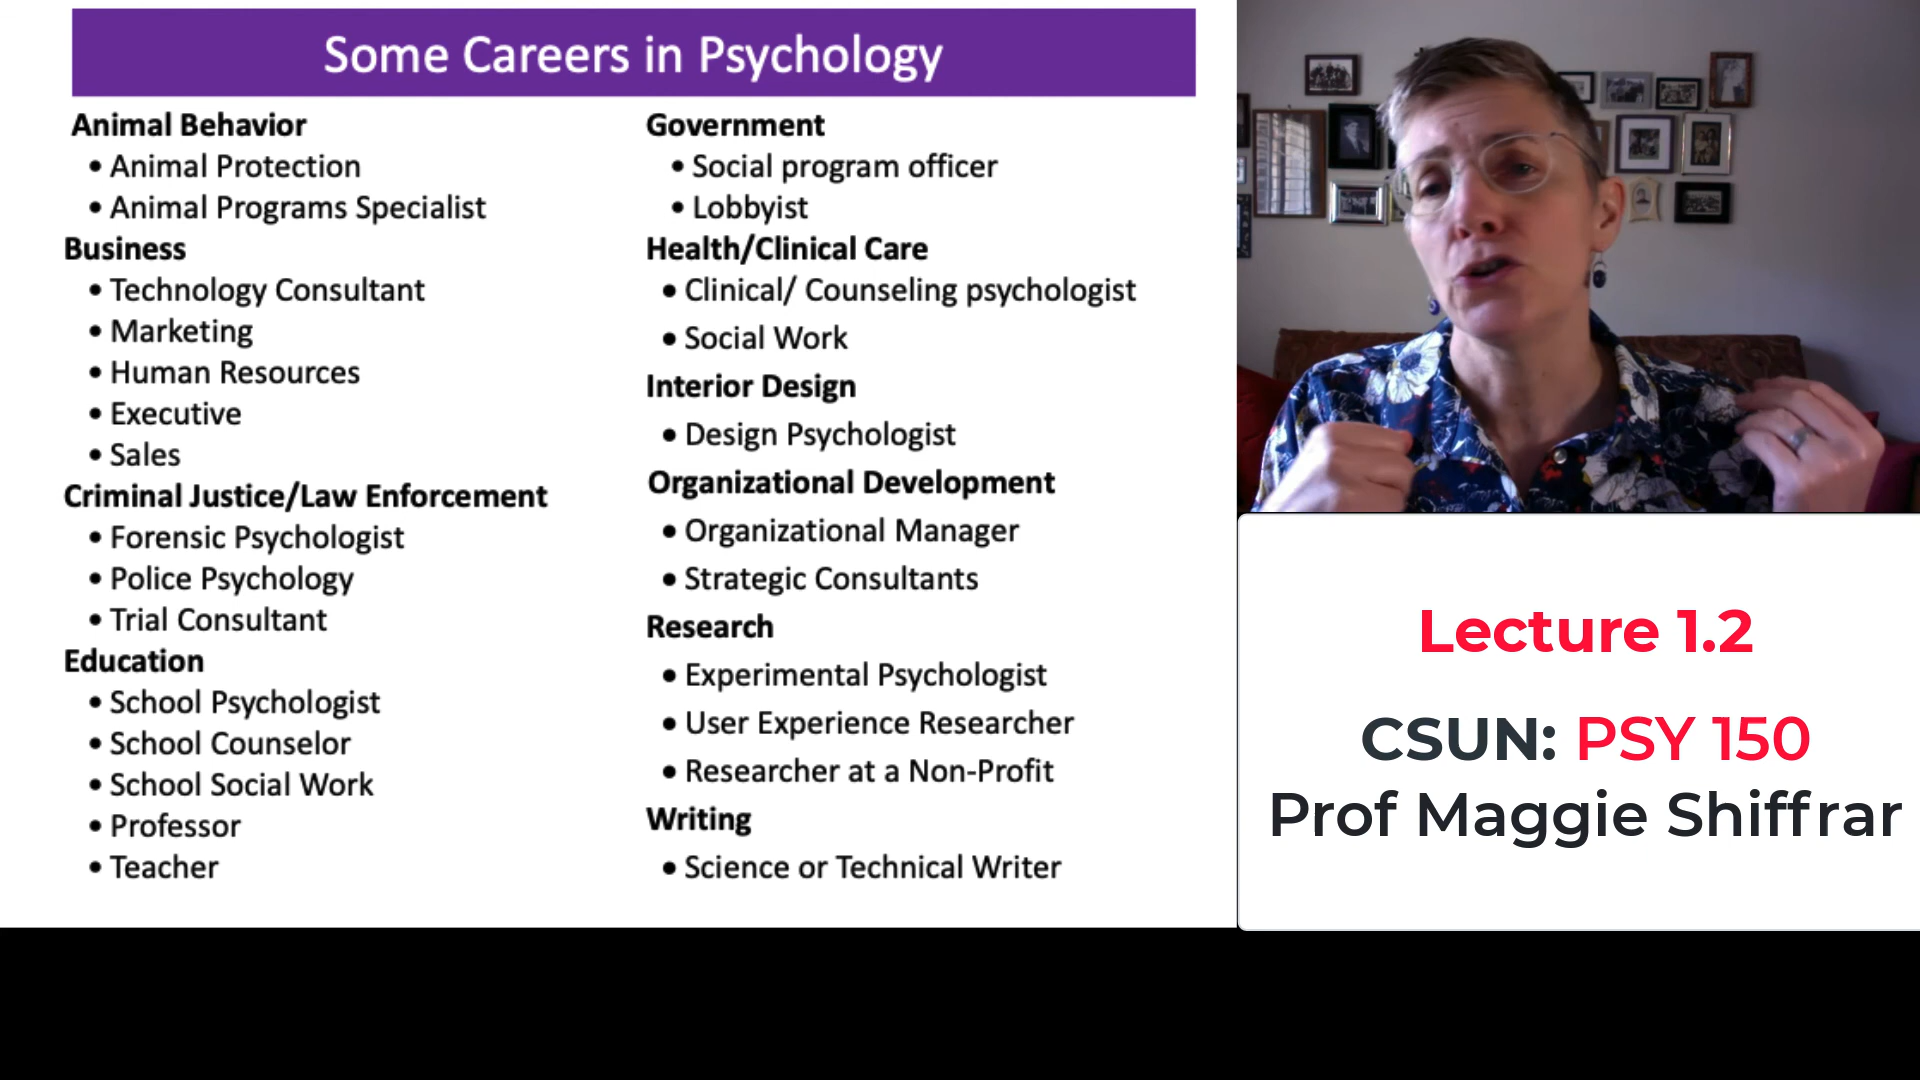 Some Careers in Psychology
Animal Behavior
• Animal Protection
• Animal Programs Specialist
Business
• Technology Consultant
• Marketing
• Human Resources
• Executive
• Sales
Criminal Justice/Law Enforcement
• Forensic Psychologist
• Police Psychology
• Trial Consultant
Education
• School Psychologist
• School Counselor
• School Social Work
• Professor
• Teacher
Government
• Social program officer
• Lobbyist
Health/Clinical Care
• Clinical/ Counseling psychologist
• Social Work
Interior Design
• Design Psychologist
Organizational Development
• Organizational Manager
• Strategic Consultants
Research
• Experimental Psychologist
• User Experience Researcher
• Researcher at a Non-Profit
Writing
• Science or Technical Writer
Lecture 1.2
CSUN: PSY 150
Prof Maggie Shiffrar